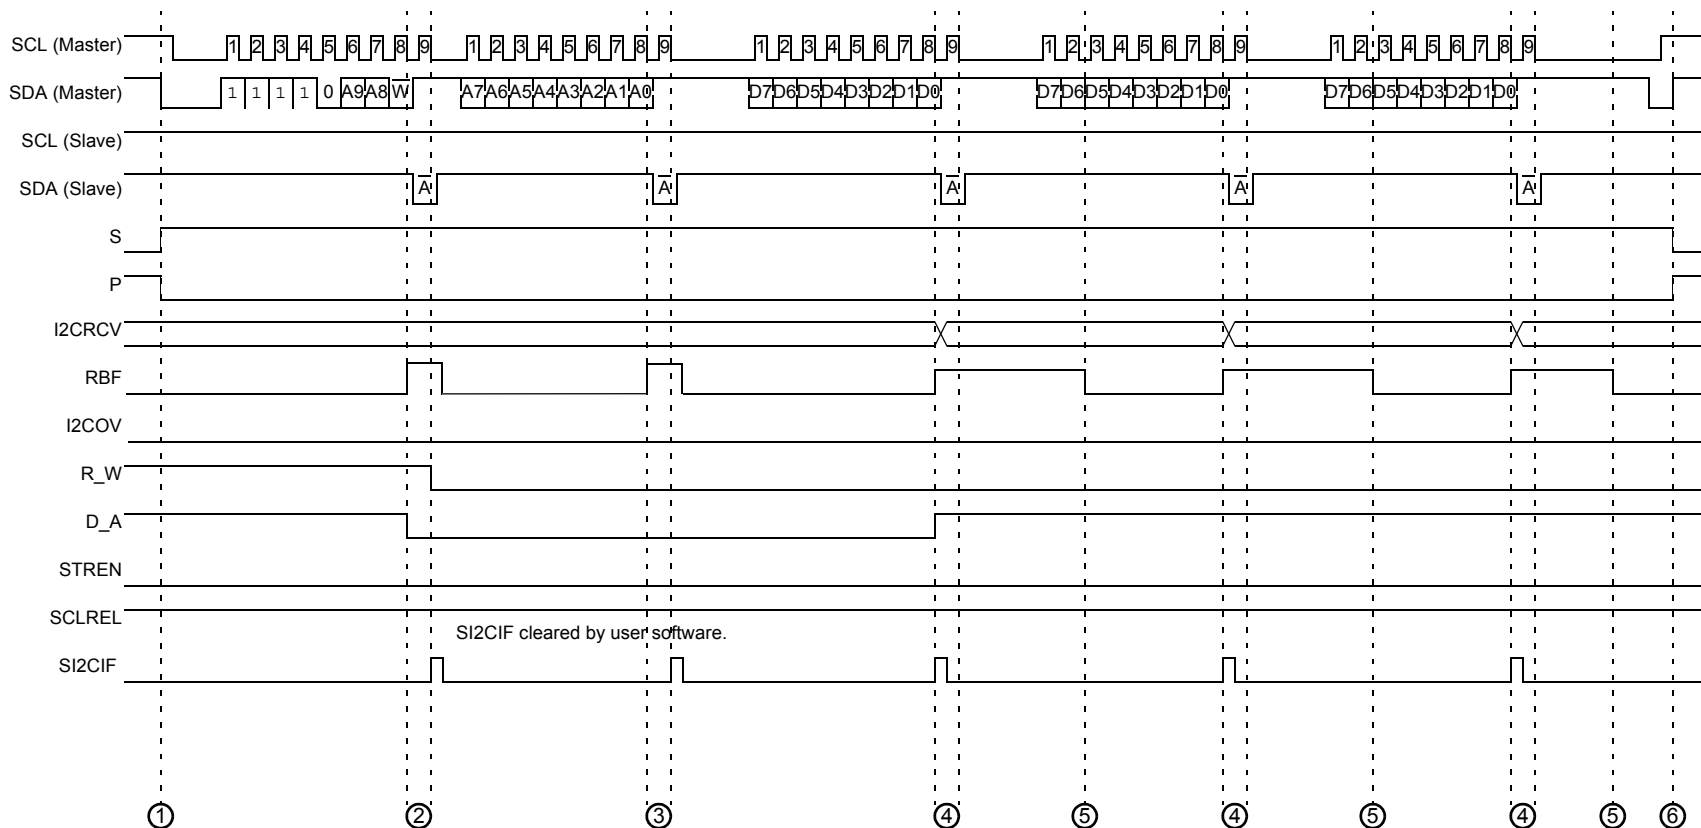 SCL (Master) 1 2 3 4 5 6 7 8 9 1 2 3 4 5 6 7 8 9 1 2 3 4 5 6 7 8 9 1 2 3 4 5 6 7 8 9 1 2 3 4 5 6 7 8 9
SDA (Master) 1 1 1 1 0 A9 A8 W̅ A7 A6 A5 A4 A3 A2 A1 A0 D7 D6 D5 D4 D3 D2 D1 D0 D7 D6 D5 D4 D3 D2 D1 D0 D7 D6 D5 D4 D3 D2 D1 D0
SCL (Slave)
SDA (Slave) A̅ A̅ A̅ A̅ A̅
S
P
I2CRCV
RBF
I2COV
R_W
D_A
STREN
SCLREL
SI2CIF cleared by user software.
SI2CIF
1 2 3 4 5 4 5 4 5 6